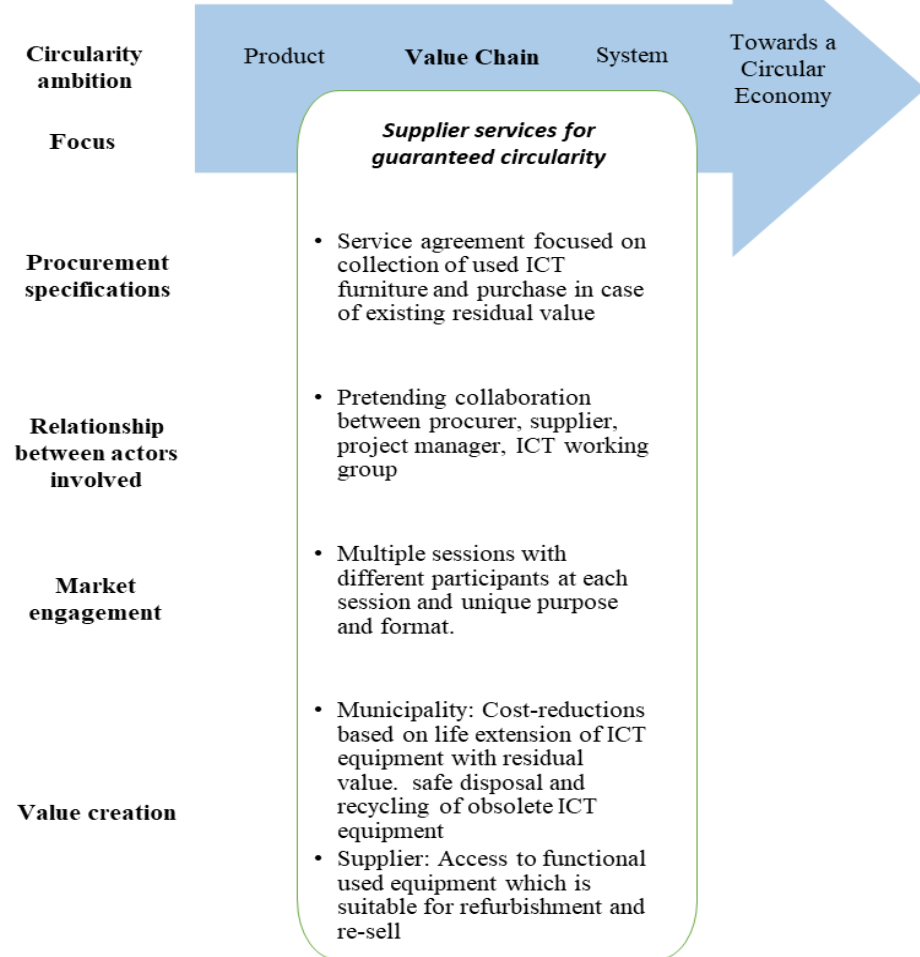 Circularity
ambition
Product
Value Chain
System
Towards a
Circular
Economy
Focus
Supplier services for
guaranteed circularity
Procurement
specifications
• Service agreement focused on
collection of used ICT
furniture and purchase in case
of existing residual value
Relationship
between actors
involved
• Pretending collaboration
between procurer, supplier,
project manager, ICT working
group
Market
engagement
• Multiple sessions with
different participants at each
session and unique purpose
and format.
Value creation
• Municipality: Cost-reductions
based on life extension of ICT
equipment with residual
value. safe disposal and
recycling of obsolete ICT
equipment
• Supplier: Access to functional
used equipment which is
suitable for refurbishment and
re-sell